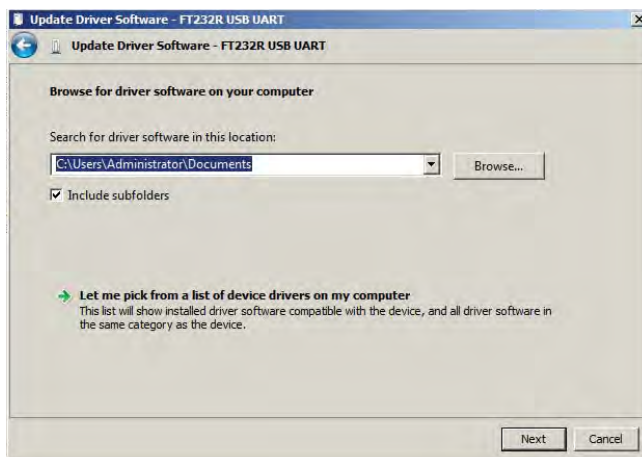 Update Driver Software - FT232R USB UART
Update Driver Software - FT232R USB UART
Browse for driver software on your computer
Search for driver software in this location:
C:\Users\Administrator\Documents
Browse...
Include subfolders
Let me pick from a list of device drivers on my computer
This list will show installed driver software compatible with the device, and all driver software in
the same category as the device.
Next
Cancel